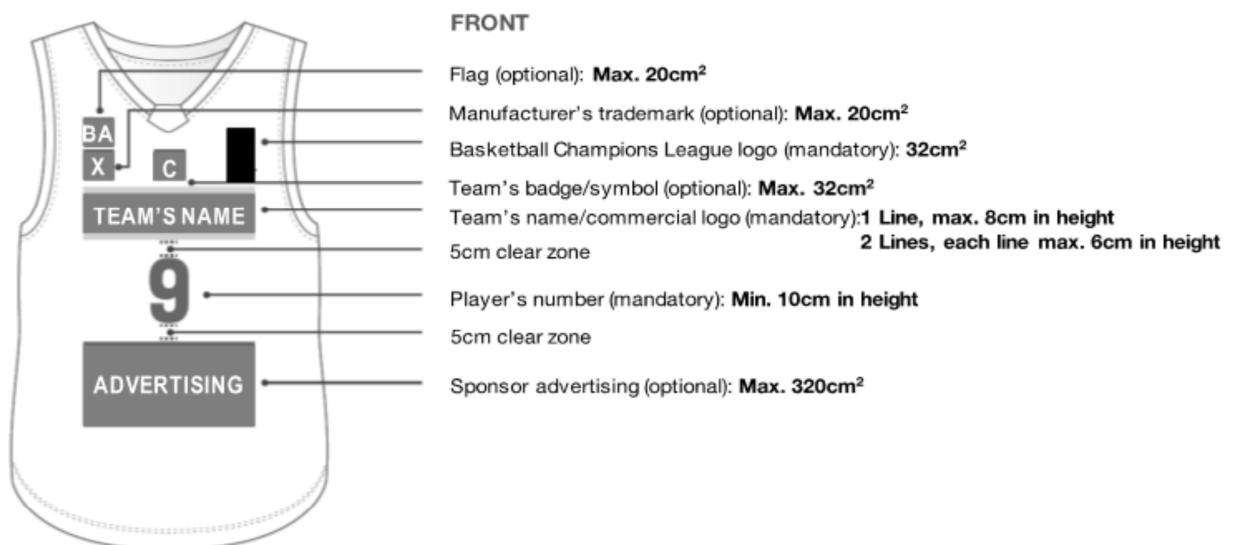 FRONT
Flag (optional): Max. 20cm²
Manufacturer's trademark (optional): Max. 20cm²
Basketball Champions League logo (mandatory): 32cm²
Team's badge/symbol (optional): Max. 32cm²
Team's name/commercial logo (mandatory):1 Line, max. 8cm in height
2 Lines, each line max. 6cm in height
5cm clear zone
Player's number (mandatory): Min. 10cm in height
5cm clear zone
Sponsor advertising (optional): Max. 320cm²
BA
X
C
TEAM'S NAME
9
ADVERTISING